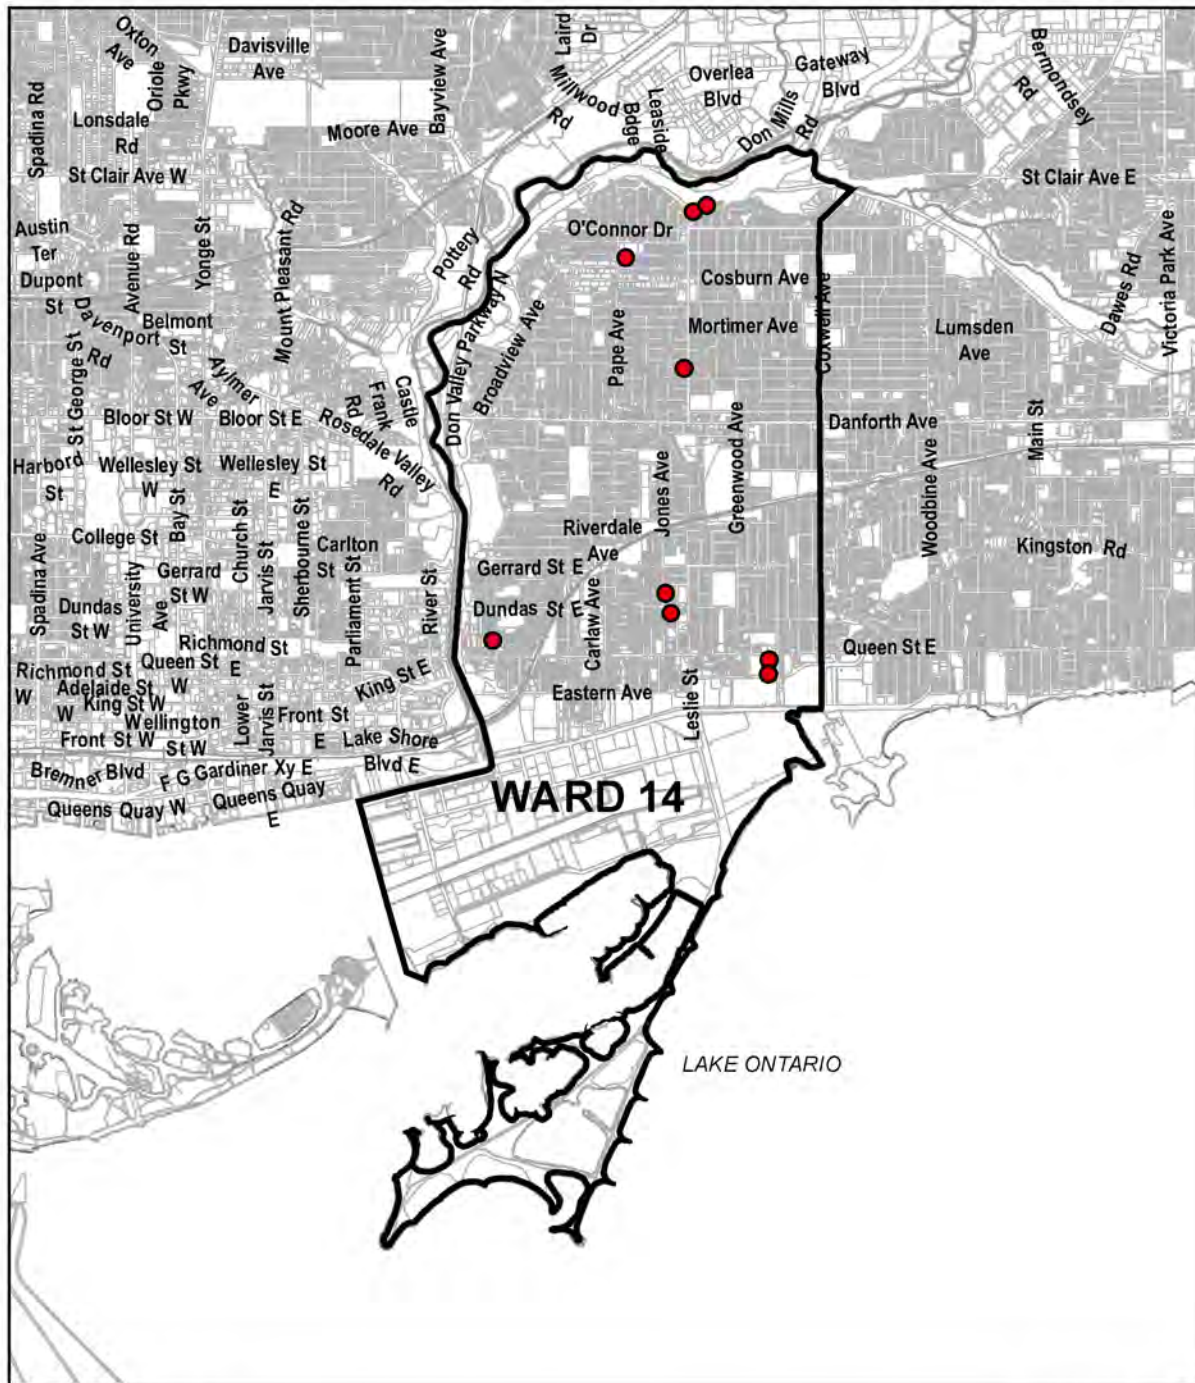 Oxton
Ave
Oriole
Pkwy
Davisville
Ave
Bayview Ave
Laird
Dr
Millwood
Rd
Leaside
Bdge
Overlea
Blvd
Gateway
Blvd
Don Mills
Rd
Bermondsey
Rd
Spadina Rd
Lonsdale
Rd
Moore Ave
St Clair Ave W
St Clair Ave E
Austin
Ter
Avenue Rd
Yonge St
Mount Pleasant Rd
Pottery
Rd
O'Connor Dr
Dupont
St
Cosburn Ave
Dawes Rd
Victoria Park Ave
Davenport
Rd
Belmont
St
Don Valley Parkway N
Broadview Ave
Pape Ave
Mortimer Ave
Coxwell Ave
Lumsden
Ave
St George St
Aylmer
Ave
Castle
Frank
Rd
Bloor St W
Bloor St E
Rosedale Valley
Rd
Danforth Ave
Main St
Harbord
St
Wellesley St
W
Wellesley St
E
Jones Ave
Greenwood Ave
Woodbine Ave
Bay St
Church St
Sherbourne St
College St
Carlton
St
Riverdale
Ave
Kingston Rd
Spadina Ave
University
Ave
Gerrard
St W
Jarvis St
Parliament St
River St
Gerrard St E
Dundas
St W
Dundas St E
Carlaw Ave
Richmond St
E
Queen St E
Richmond St
W
Queen St
W
King St E
Eastern Ave
Leslie St
Adelaide St
W
King St W
Wellington
St W
Lower
Jarvis St
Front St
E
Front St W
Lake Shore
Blvd E
Bremner Blvd
F G Gardiner Xy E
Queens Quay W
Queens Quay
E
WARD 14
LAKE ONTARIO